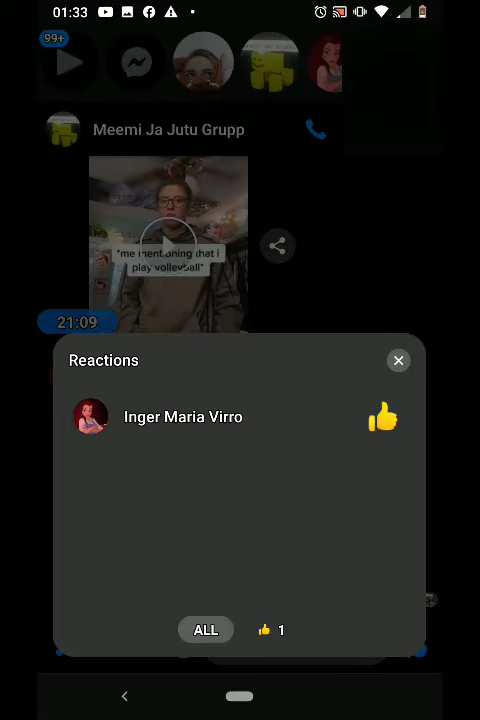 01:33
99+
Meemi Ja Jutu Grupp
"me mentioning that i
play volleyball"
21:09
Reactions
Inger Maria Virro
ALL
1